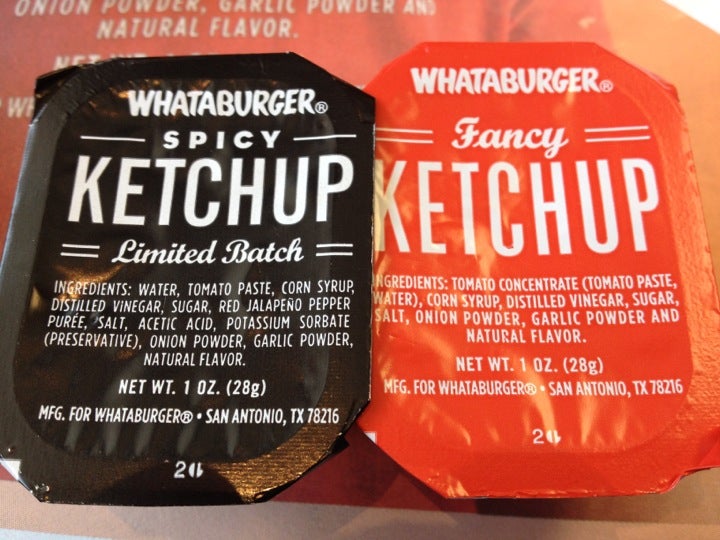 ONION POWDER, GARLIC POWDER AND
NATURAL FLAVOR.
NET WT.
WHATABURGER®
SPICY
KETCHUP
Limited Batch
INGREDIENTS: WATER, TOMATO PASTE, CORN SYRUP,
DISTILLED VINEGAR, SUGAR, RED JALAPEÑO PEPPER
PURÉE, SALT, ACETIC ACID, POTASSIUM SORBATE
(PRESERVATIVE), ONION POWDER, GARLIC POWDER,
NATURAL FLAVOR.
NET WT. 1 OZ. (28g)
MFG. FOR WHATABURGER® • SAN ANTONIO, TX 78216
WHATABURGER®
Fancy
KETCHUP
INGREDIENTS: TOMATO CONCENTRATE (TOMATO PASTE,
WATER), CORN SYRUP, DISTILLED VINEGAR, SUGAR,
SALT, ONION POWDER, GARLIC POWDER AND
NATURAL FLAVOR.
NET WT. 1 OZ. (28g)
MFG. FOR WHATABURGER® • SAN ANTONIO, TX 78216